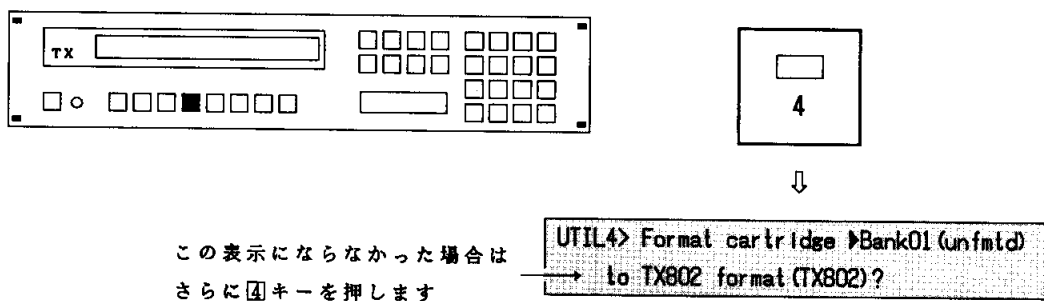 TX
4
UTIL4> Format cartridge ▶Bank01(unfmtd)
to TX802 format(TX802)?
この表示にならなかった場合は
さらに4キーを押します